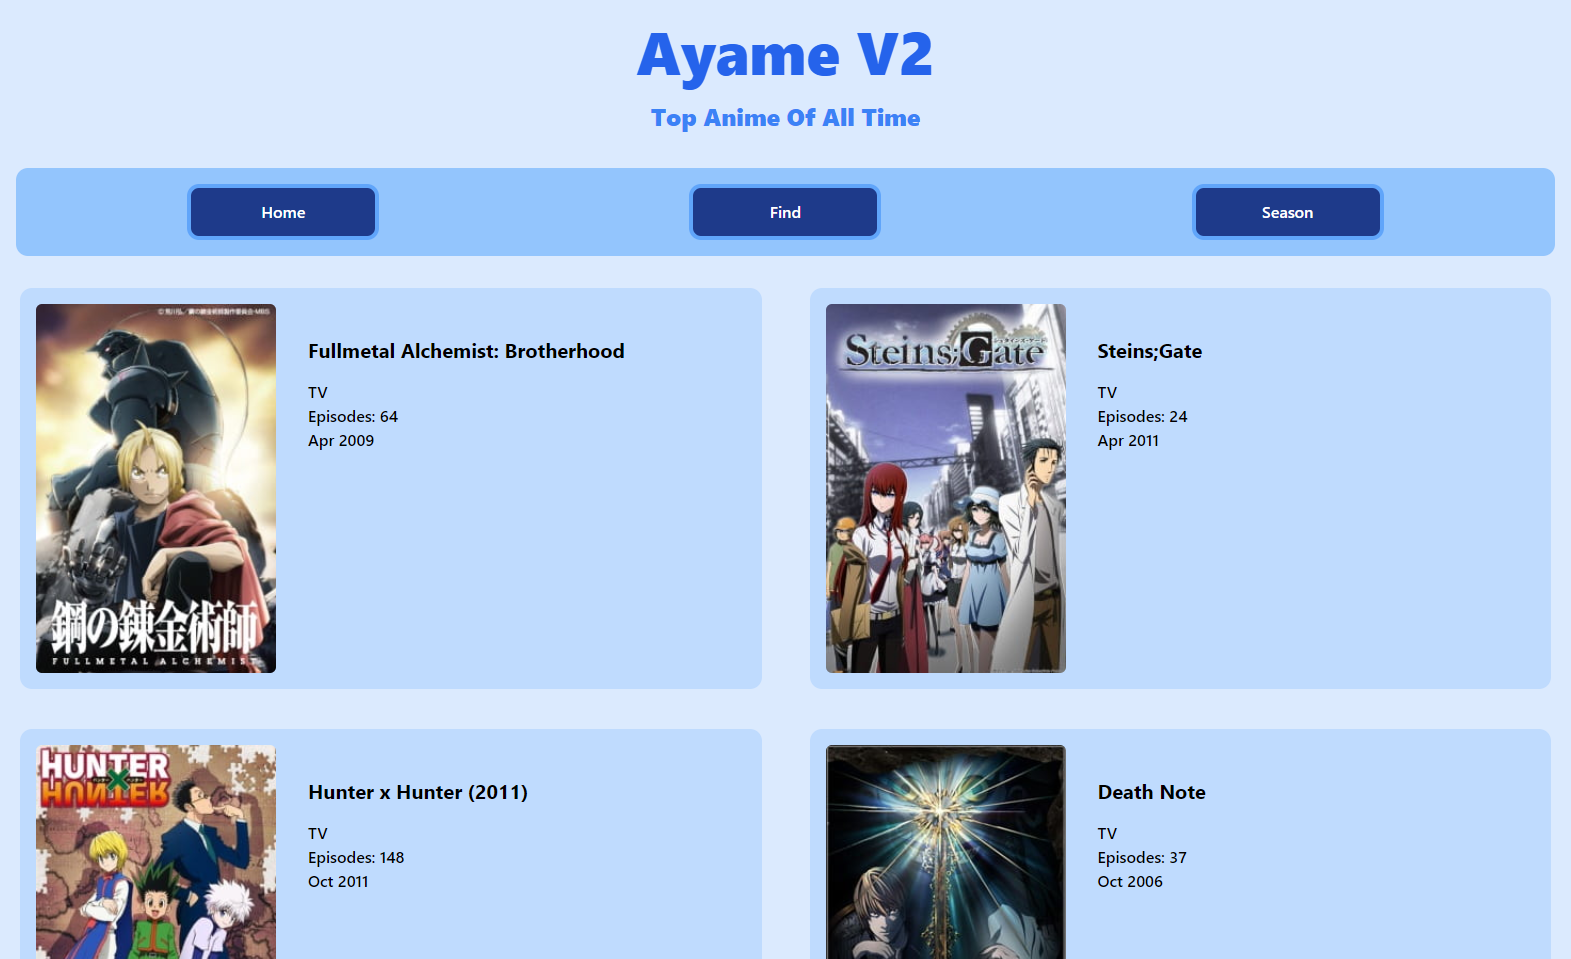 Ayame V2
Top Anime Of All Time
Home
Find
Season
Fullmetal Alchemist: Brotherhood
TV
Episodes: 64
Apr 2009
鋼の錬金術師
FULLMETAL ALCHEMIST
Steins;Gate
Steins;Gate
TV
Episodes: 24
Apr 2011
HUNTER
HUNTER
Hunter x Hunter (2011)
TV
Episodes: 148
Oct 2011
Death Note
TV
Episodes: 37
Oct 2006